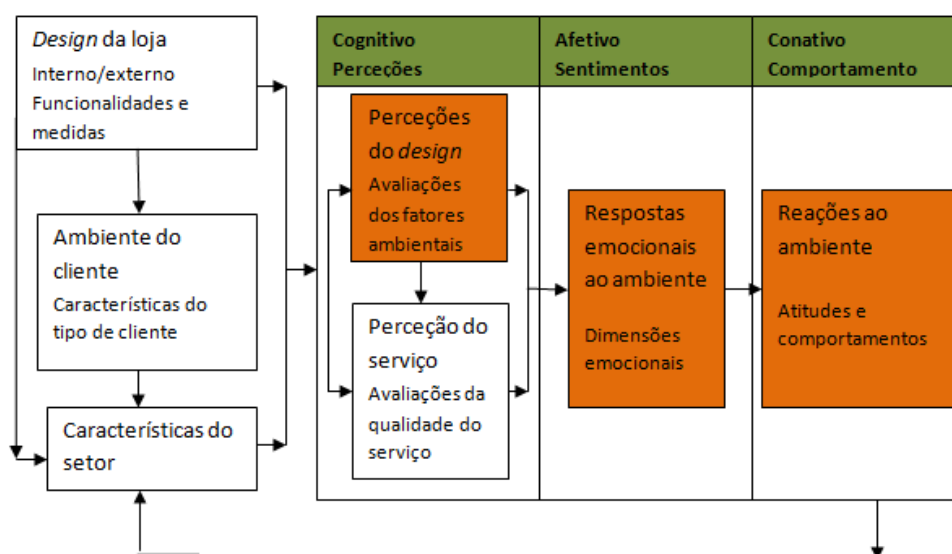 Design da loja
Interno/externo
Funcionalidades e
medidas
Ambiente do
cliente
Características do
tipo de cliente
Características do
setor
Cognitivo
Perceções
Perceções
do design
Avaliações
dos fatores
ambientais
Perceção do
serviço
Avaliações da
qualidade do
serviço
Afetivo
Sentimentos
Respostas
emocionais
ao ambiente
Dimensões
emocionais
Conativo
Comportamento
Reações ao
ambiente
Atitudes e
comportamentos